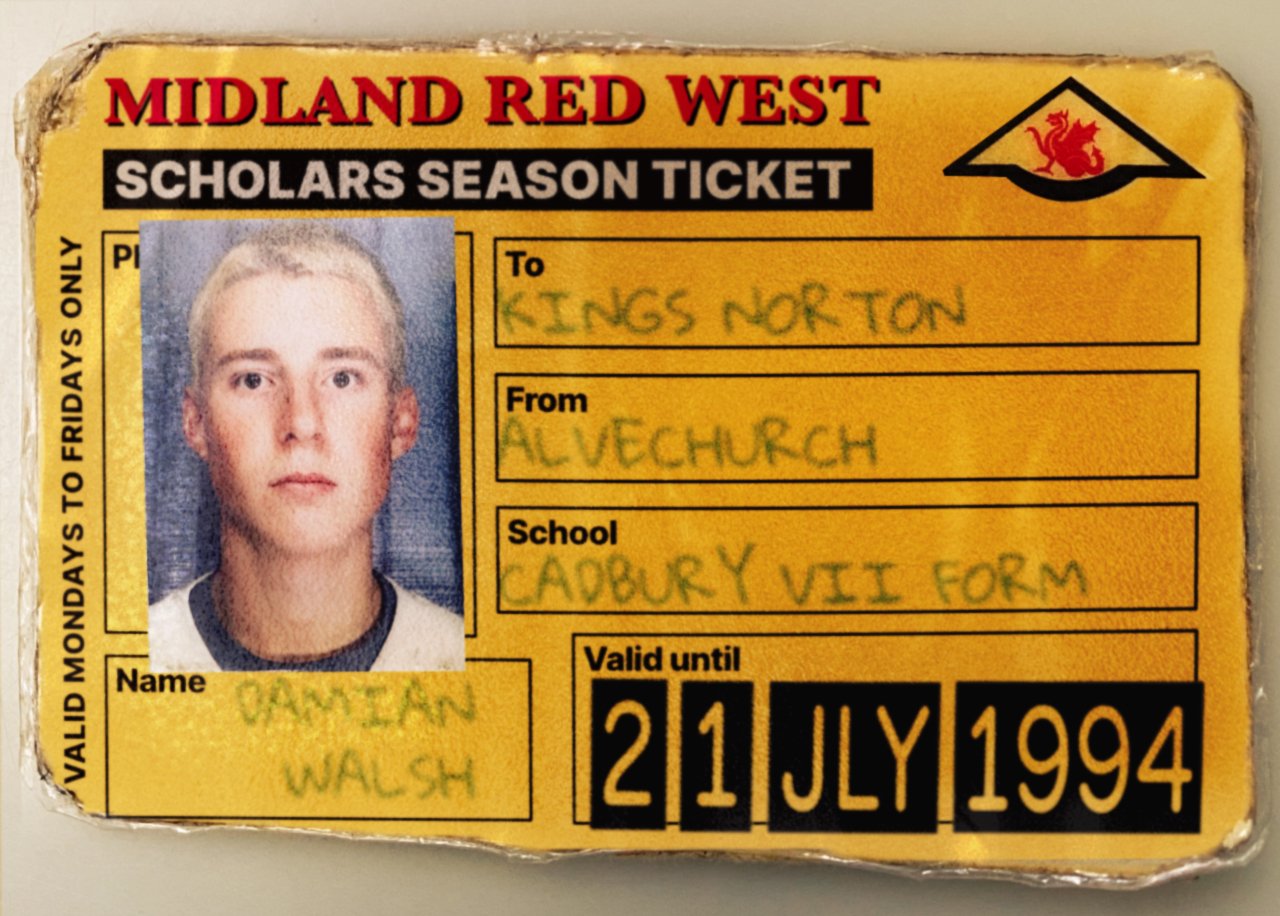 MIDLAND RED WEST
SCHOLARS SEASON TICKET
VALID MONDAYS TO FRIDAYS ONLY
To
KINGS NORTON
From
ALVECHURCH
School
CADBURY VII FORM
Name
DAMIAN
WALSH
Valid until
21 JLY 1994